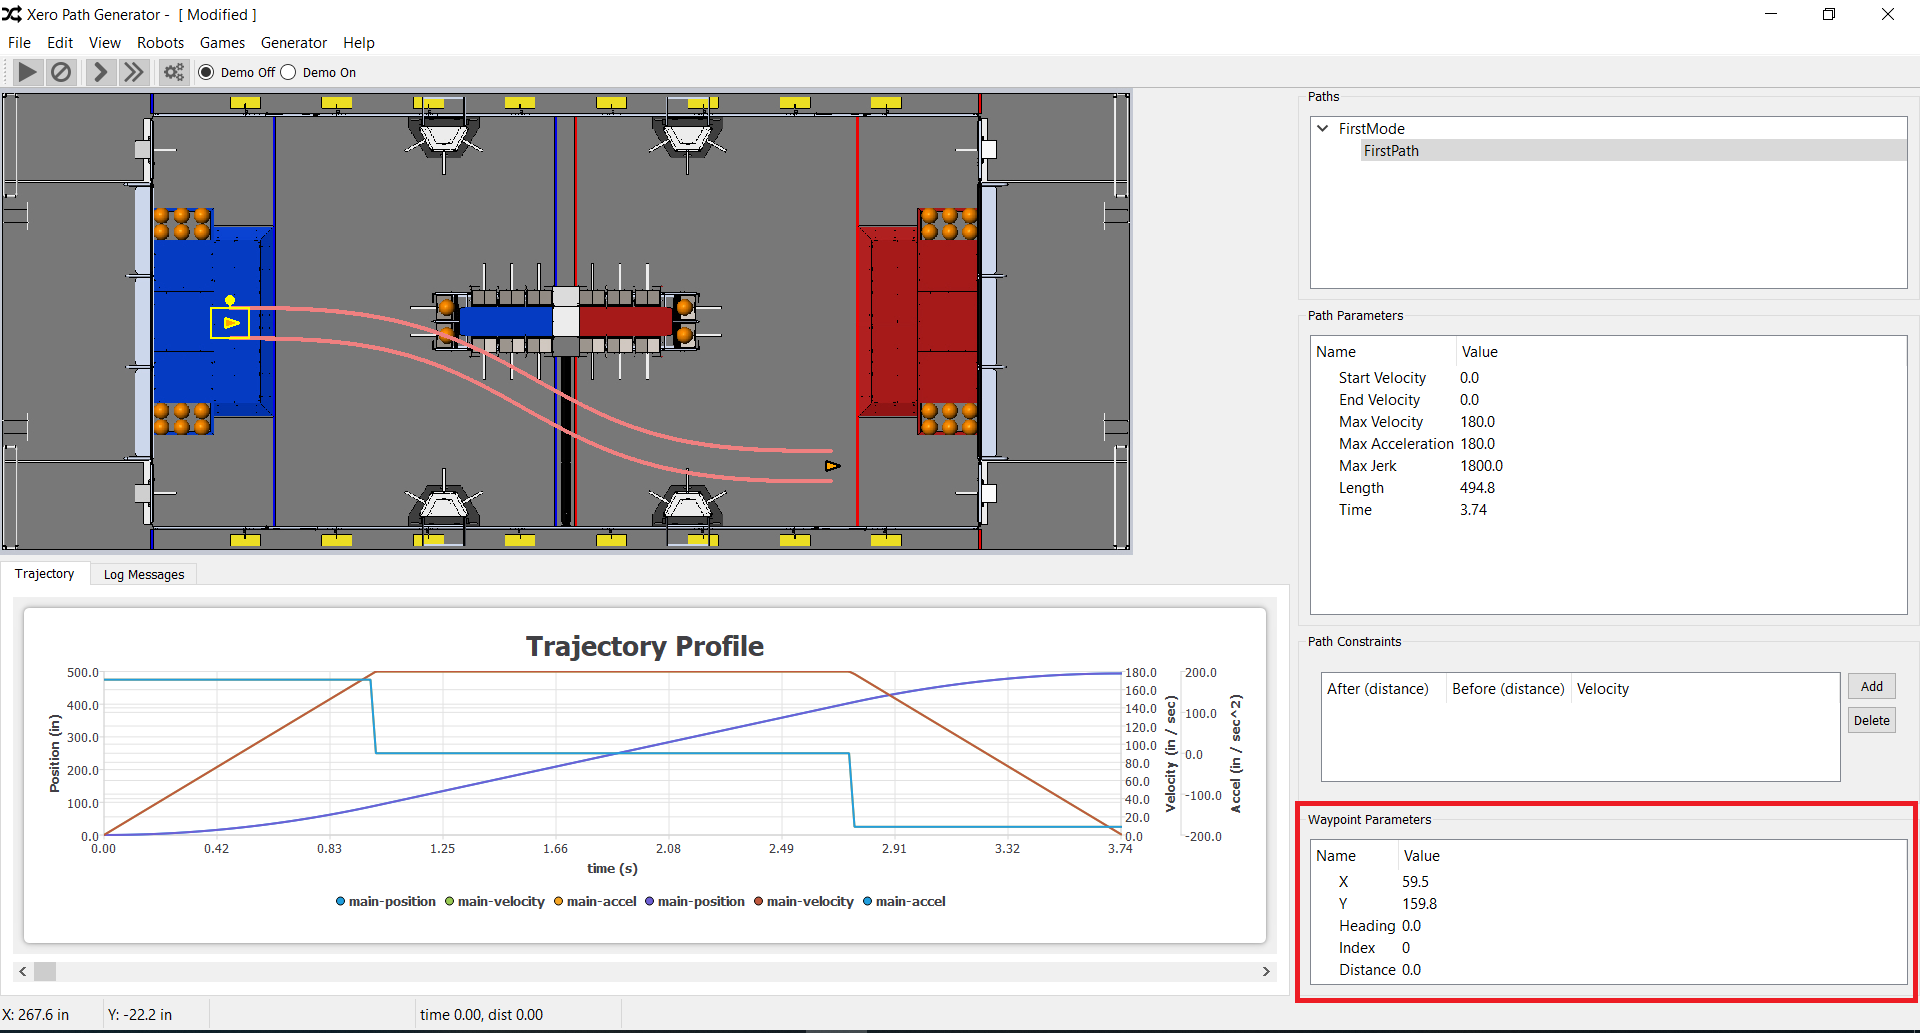 Xero Path Generator - [ Modified ]
File Edit View Robots Games Generator Help
Demo Off Demo On
Paths
FirstMode
FirstPath
Path Parameters
Name Value
Start Velocity 0.0
End Velocity 0.0
Max Velocity 180.0
Max Acceleration 180.0
Max Jerk 1800.0
Length 494.8
Time 3.74
Trajectory Log Messages
Trajectory Profile
500.0
400.0
300.0
200.0
100.0
0.0
Position (in)
180.0
160.0
140.0
120.0
100.0
80.0
60.0
40.0
20.0
0.0
Velocity (in / sec)
200.0
100.0
0.0
-100.0
-200.0
Accel (in / sec^2)
0.00 0.42 0.83 1.25 1.66 2.08 2.49 2.91 3.32 3.74
time (s)
main-position main-velocity main-accel main-position main-velocity main-accel
Path Constraints
After (distance) Before (distance) Velocity
Add
Delete
Waypoint Parameters
Name Value
X 59.5
Y 159.8
Heading 0.0
Index 0
Distance 0.0
X: 267.6 in Y: -22.2 in time 0.00, dist 0.00